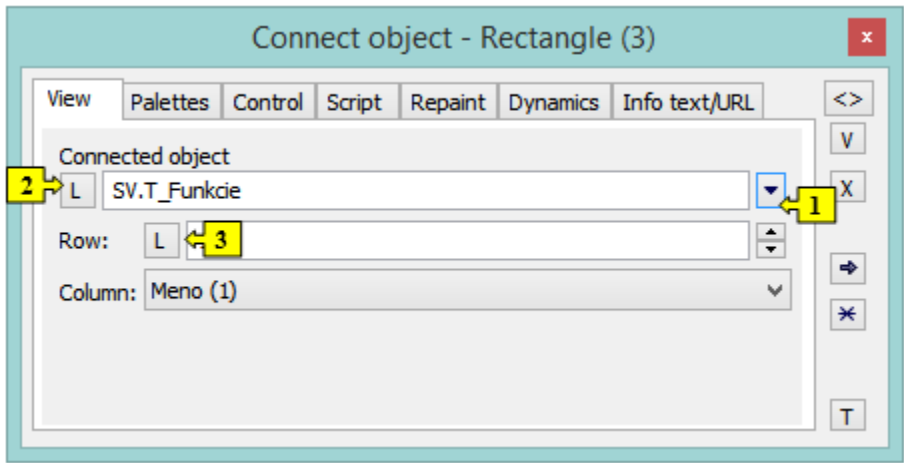 Connect object - Rectangle (3)
x
View Palettes Control Script Repaint Dynamics Info text/URL
<>
V
Connected object
2 L SV.T_Funkcie 1 X
Row: L 3
Column: Meno (1)
T